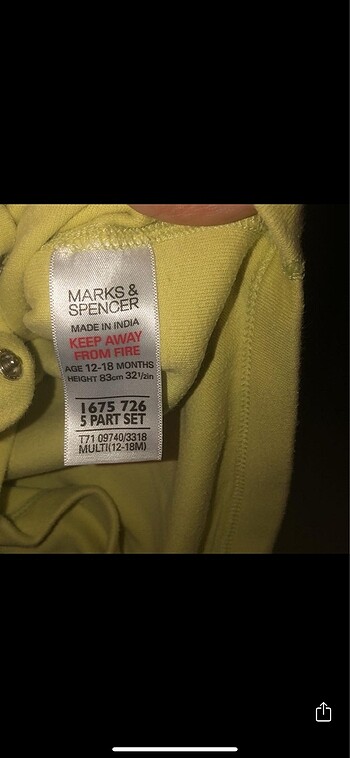 MARKS &
SPENCER
MADE IN INDIA
KEEP AWAY
FROM FIRE
AGE 12-18 MONTHS
HEIGHT 83cm 32½in
1675 726
5 PART SET
T71 09740/3318
MULTI(12-18M)